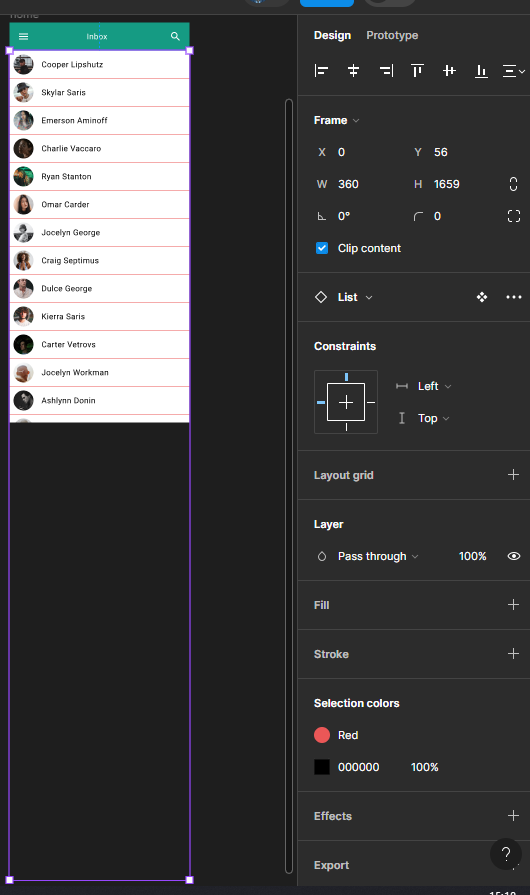 Home
Inbox
Cooper Lipshutz
Skylar Saris
Emerson Aminoff
Charlie Vaccaro
Ryan Stanton
Omar Carder
Jocelyn George
Craig Septimus
Dulce George
Kierra Saris
Carter Vetrovs
Jocelyn Workman
Ashlynn Donin
Design Prototype
Frame
X 0 Y 56
W 360 H 1659
0° 0
Clip content
List
Constraints
Left
Top
Layout grid
Layer
Pass through 100%
Fill
Stroke
Selection colors
Red
000000 100%
Effects
?
Export